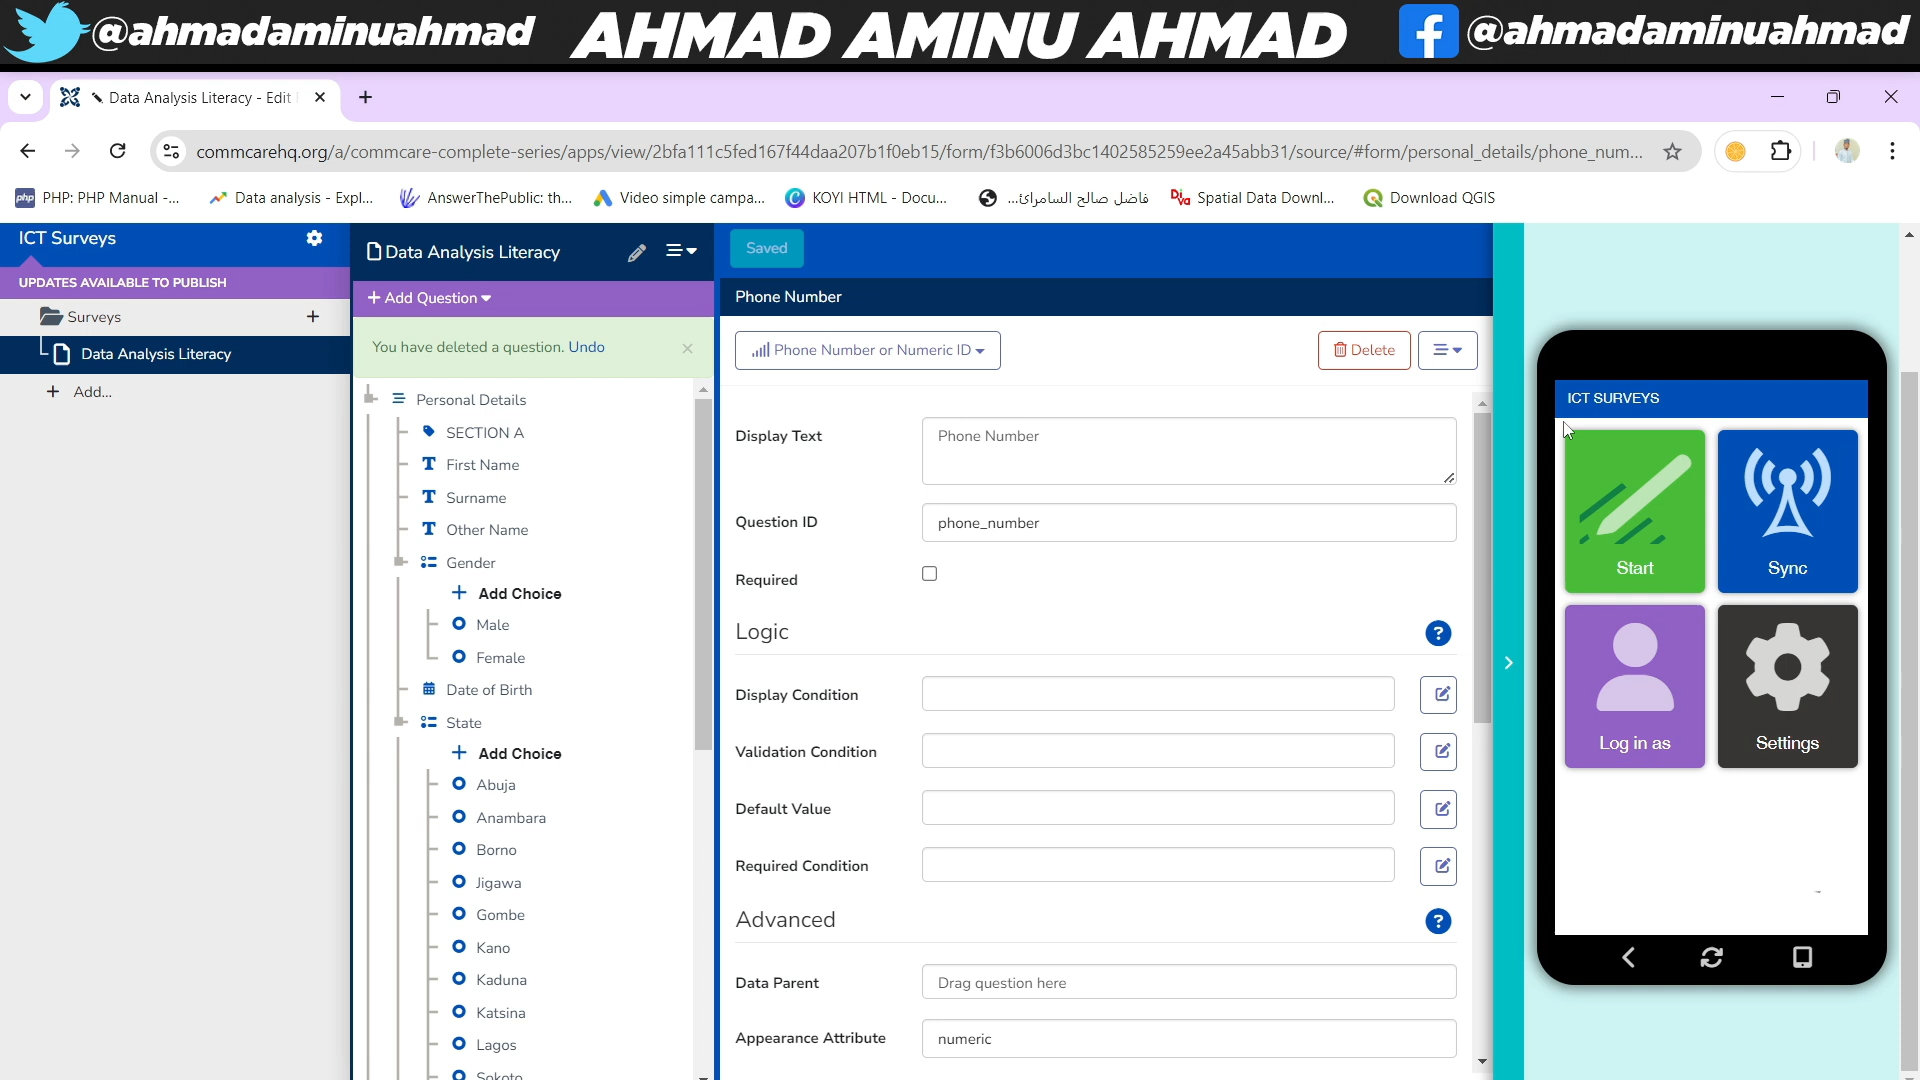 @ahmadaminuahmad AHMAD AMINU AHMAD @ahmadaminuahmad
Data Analysis Literacy - Edit
commcarehq.org/a/commcare-complete-series/apps/view/2bfa111c5fed167f44daa207b1f0eb15/form/f3b6006d3bc1402585259ee2a45abb31/source/#form/personal_details/phone_num...
PHP: PHP Manual -... Data analysis - Expl... AnswerThePublic: th... Video simple campa... KOYI HTML - Docu... فاضل صالح السامرائ... Spatial Data Downl... Download QGIS
ICT Surveys
UPDATES AVAILABLE TO PUBLISH
Surveys
Data Analysis Literacy
Add...
Data Analysis Literacy
Add Question
You have deleted a question. Undo
Personal Details
SECTION A
First Name
Surname
Other Name
Gender
Add Choice
Male
Female
Date of Birth
State
Add Choice
Abuja
Anambara
Borno
Jigawa
Gombe
Kano
Kaduna
Katsina
Lagos
Sokoto
Saved
Phone Number
Phone Number or Numeric ID
Delete
Display Text
Phone Number
Question ID
phone_number
Required
Logic
Display Condition
Validation Condition
Default Value
Required Condition
Advanced
Data Parent
Drag question here
Appearance Attribute
numeric
ICT SURVEYS
Start
Sync
Log in as
Settings